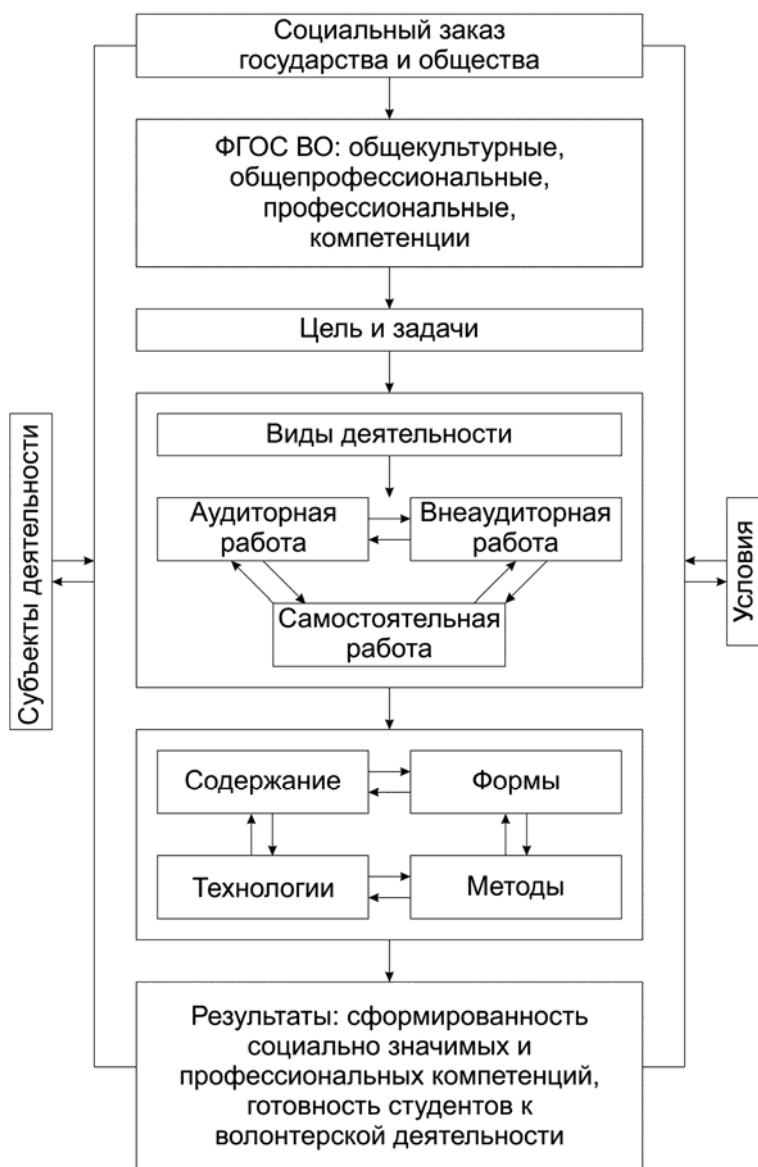 Социальный заказ
государства и общества
ФГОС ВО: общекультурные,
общепрофессиональные,
профессиональные,
компетенции
Цель и задачи
Субъекты деятельности
Виды деятельности
Аудиторная
работа
Внеаудиторная
работа
Самостоятельная
работа
Условия
Содержание
Формы
Технологии
Методы
Результаты: сформированность
социально значимых и
профессиональных компетенций,
готовность студентов к
волонтерской деятельности